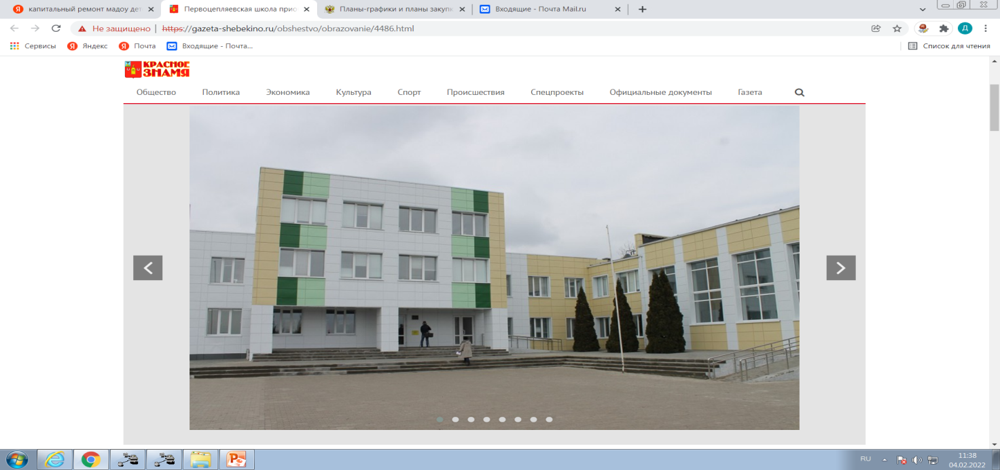 капитальный ремонт мадоу дет
Первоцепляевская школа прио
Планы-графики и планы закуп
Входящие - Почта Mail.ru
Не защищено | https://gazeta-shebekino.ru/obshestvo/obrazovanie/4486.html
Д
Сервисы
Яндекс
Почта
Входящие - Почта...
Список для чтения
КРАСНОЕ
ЗНАМЯ
Общество
Политика
Экономика
Культура
Спорт
Происшествия
Спецпроекты
Официальные документы
Газета
RU
11:38
04.02.2022